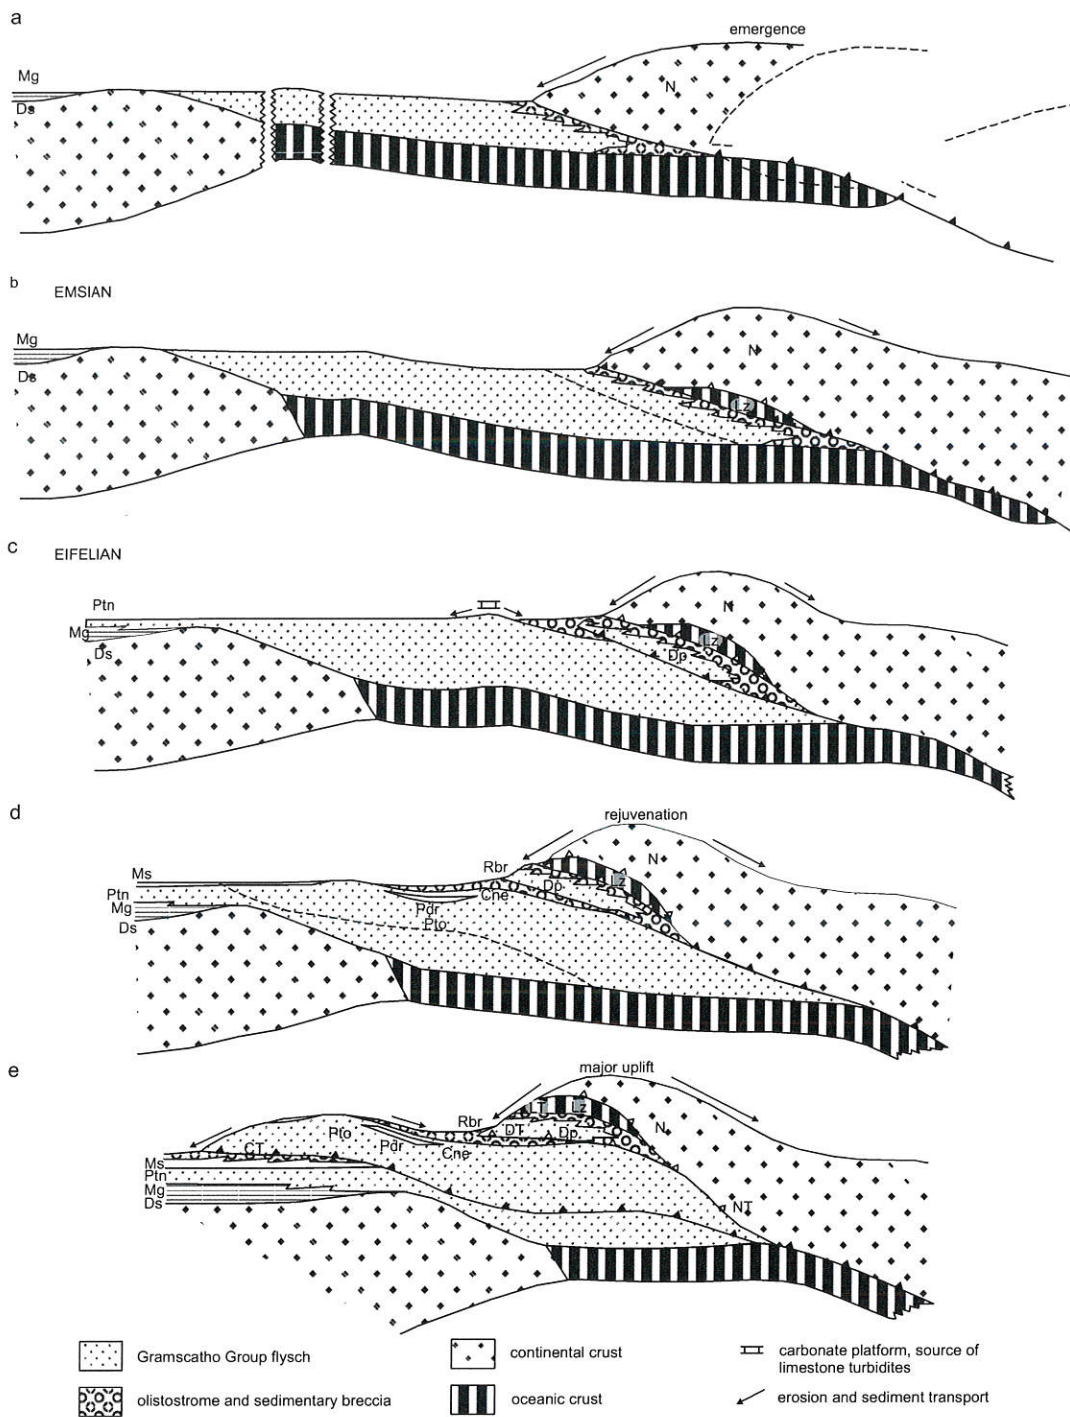 a
emergence
Mg
Ds
N
b
EMSIAN
Mg
Ds
N
Lz
c
EIFELIAN
Ptn
Mg
Ds
N
Lz
Dp
d
rejuvenation
Ms
Ptn
Mg
Ds
Rbr
Cne
Pdr
Pto
Dp
Lz
N
e
major uplift
Ms
Ptn
Mg
Ds
CT
Pto
Pdr
Rbr
Cne
LT
Lz
DT
Dp
N
NT
Gramscatho Group flysch
continental crust
carbonate platform, source of
limestone turbidites
olistostrome and sedimentary breccia
oceanic crust
erosion and sediment transport